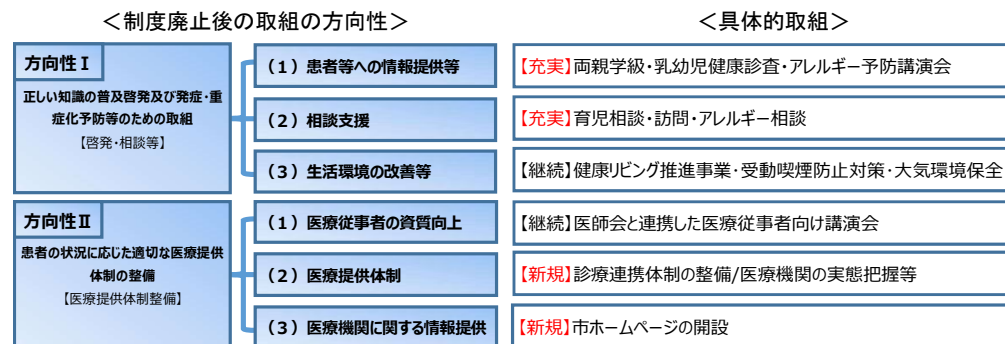 ＜制度廃止後の取組の方向性＞
＜具体的取組＞
方向性Ⅰ
正しい知識の普及啓発及び発症・重
症化予防等のための取組
【啓発・相談等】
（１）患者等への情報提供等
【充実】両親学級・乳幼児健康診査・アレルギー予防講演会
（２）相談支援
【充実】育児相談・訪問・アレルギー相談
（３）生活環境の改善等
【継続】健康リビング推進事業・受動喫煙防止対策・大気環境保全
方向性Ⅱ
患者の状況に応じた適切な医療提供
体制の整備
【医療提供体制整備】
（１）医療従事者の資質向上
【継続】医師会と連携した医療従事者向け講演会
（２）医療提供体制
【新規】診療連携体制の整備/医療機関の実態把握等
（３）医療機関に関する情報提供
【新規】市ホームページの開設